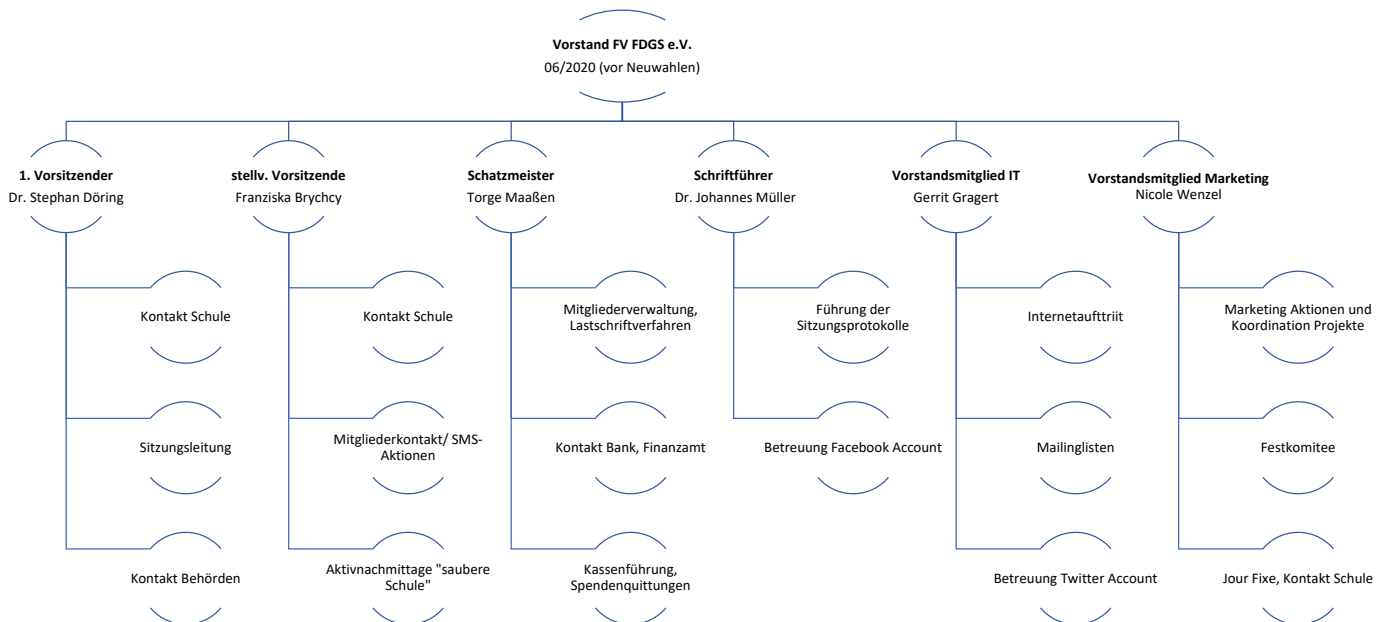 Vorstand FV FDGS e.V.
06/2020 (vor Neuwahlen)
1. Vorsitzender
Dr. Stephan Döring
Kontakt Schule
Sitzungsleitung
Kontakt Behörden
stellv. Vorsitzende
Franziska Brychcy
Kontakt Schule
Mitgliederkontakt/ SMS-
Aktionen
Aktivnachmittage "saubere
Schule"
Schatzmeister
Torge Maaßen
Mitgliederverwaltung,
Lastschriftverfahren
Kontakt Bank, Finanzamt
Kassenführung,
Spendenquittungen
Schriftführer
Dr. Johannes Müller
Führung der
Sitzungsprotokolle
Betreuung Facebook Account
Vorstandsmitglied IT
Gerrit Gragert
Internetaufttriit
Mailinglisten
Betreuung Twitter Account
Vorstandsmitglied Marketing
Nicole Wenzel
Marketing Aktionen und
Koordination Projekte
Festkomitee
Jour Fixe, Kontakt Schule